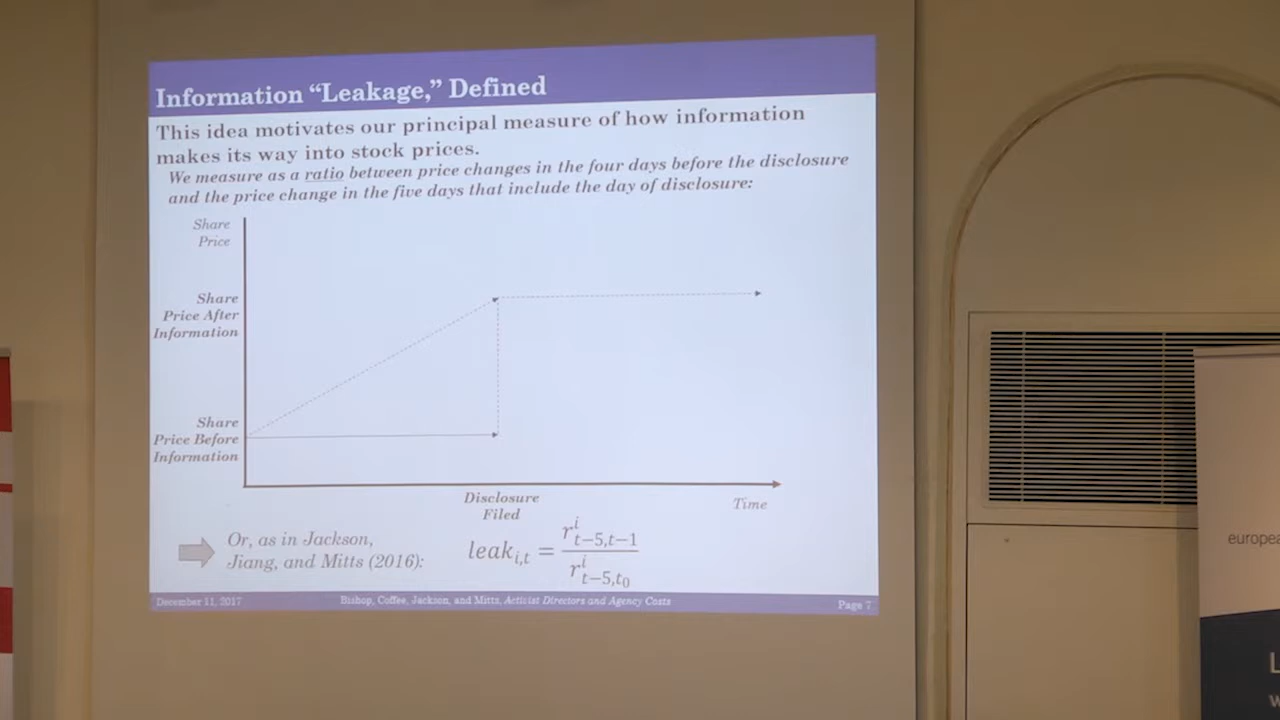 Information “Leakage,” Defined
This idea motivates our principal measure of how information
makes its way into stock prices.
We measure as a ratio between price changes in the four days before the disclosure
and the price change in the five days that include the day of disclosure:
Share
Price
Share
Price After
Information
Share
Price Before
Information
Disclosure
Filed
Time
Or, as in Jackson,
Jiang, and Mitts (2016):
leak_{i,t} = \frac{r^i_{t-5,t-1}}{r^i_{t-5,t_0}}
December 11, 2017
Bishop, Coffee, Jackson, and Mitts, Activist Directors and Agency Costs
Page 7
europea
L
w